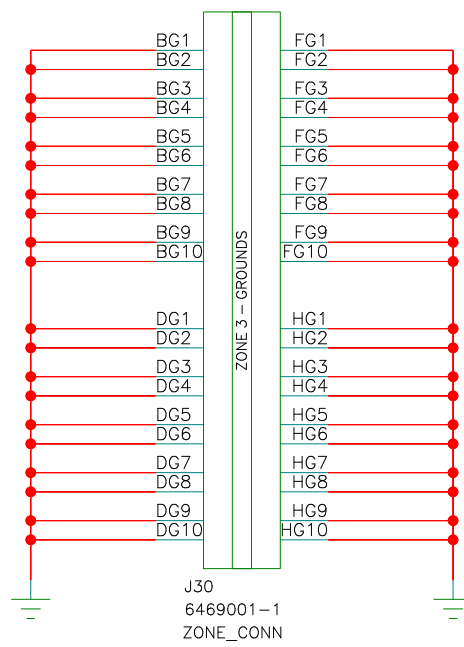 BG1 FG1
BG2 FG2
BG3 FG3
BG4 FG4
BG5 FG5
BG6 FG6
BG7 FG7
BG8 FG8
BG9 FG9
BG10 FG10
ZONE 3 - GROUNDS
DG1 HG1
DG2 HG2
DG3 HG3
DG4 HG4
DG5 HG5
DG6 HG6
DG7 HG7
DG8 HG8
DG9 HG9
DG10 HG10
J30
6469001-1
ZONE_CONN